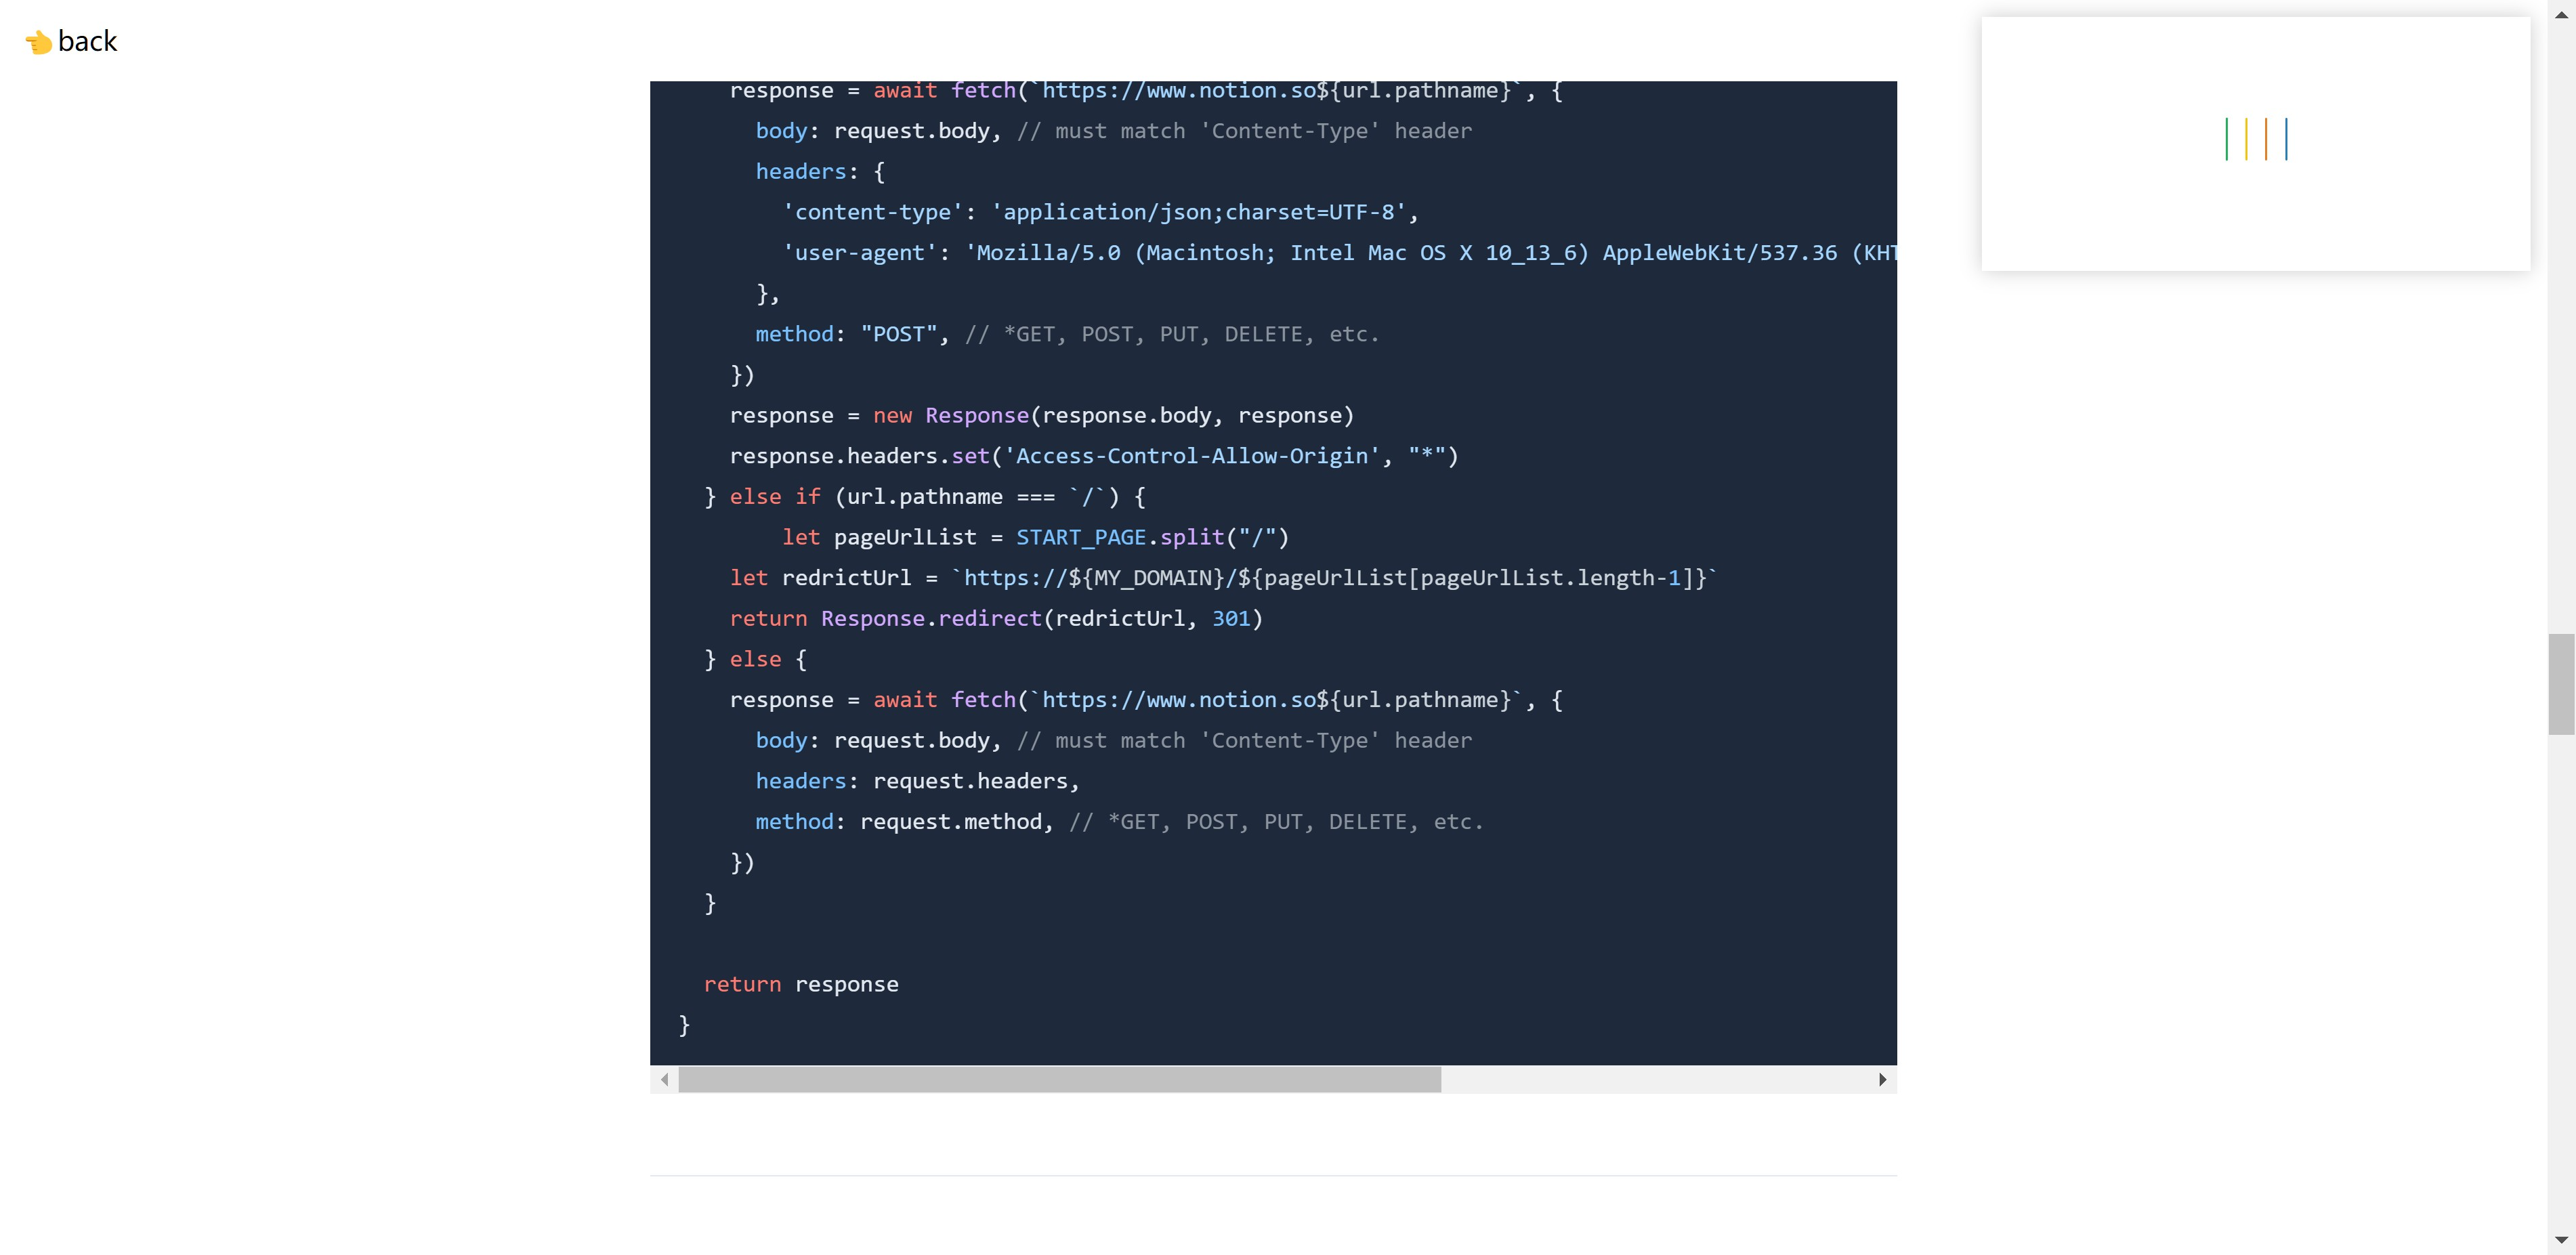 👈back
response = await fetch(`https://www.notion.so${url.pathname}`, {
body: request.body, // must match 'Content-Type' header
headers: {
'content-type': 'application/json;charset=UTF-8',
'user-agent': 'Mozilla/5.0 (Macintosh; Intel Mac OS X 10_13_6) AppleWebKit/537.36 (KHT
},
method: "POST", // *GET, POST, PUT, DELETE, etc.
})
response = new Response(response.body, response)
response.headers.set('Access-Control-Allow-Origin', "*")
} else if (url.pathname === `/`) {
let pageUrlList = START_PAGE.split("/")
let redrictUrl = `https://${MY_DOMAIN}/${pageUrlList[pageUrlList.length-1]}`
return Response.redirect(redrictUrl, 301)
} else {
response = await fetch(`https://www.notion.so${url.pathname}`, {
body: request.body, // must match 'Content-Type' header
headers: request.headers,
method: request.method, // *GET, POST, PUT, DELETE, etc.
})
}
return response
}